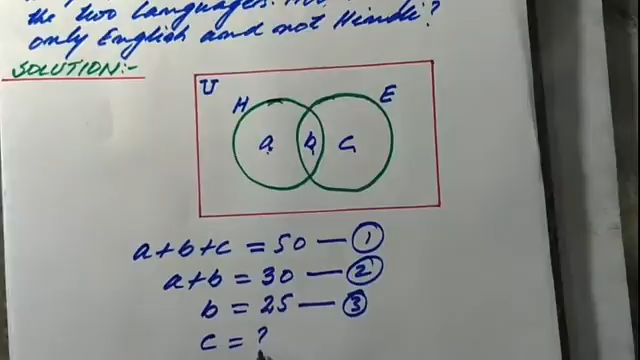 the two languages.
only English and not Hindi?
SOLUTION:-
U
H E
a b c
a+b+c = 50 — ①
a+b = 30 — ②
b = 25 — ③
c = ?